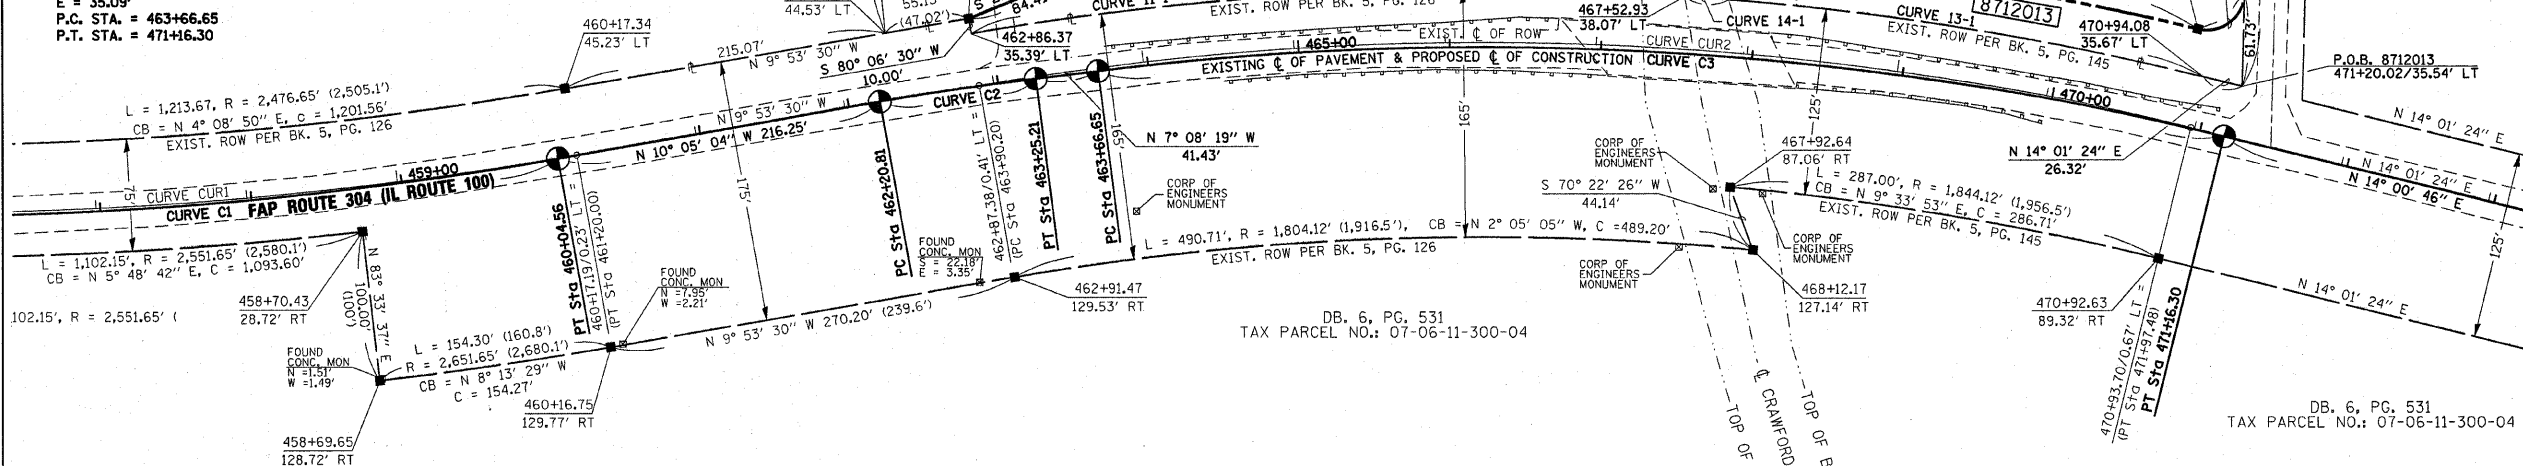 E = 35.09'
P.C. STA. = 463+66.65
P.T. STA. = 471+16.30
460+17.34
45.23' LT
44.53' LT
55.15'
(47.02')
84.4
CURVE 11-1
EXIST. ROW PER BK. 5, PG. 126
467+52.93
38.07' LT
CURVE 14-1
CURVE 13-1
EXIST. ROW PER BK. 5, PG. 145
8712013
470+94.08
35.67' LT
61.73'
P.O.B. 8712013
471+20.02/35.54' LT
215.07'
N 9° 53' 30" W
S 80° 06' 30" W
10.00'
462+86.37
35.39' LT
465+00
EXIST. ℄ OF ROW
CURVE CUR2
EXISTING ℄ OF PAVEMENT & PROPOSED ℄ OF CONSTRUCTION
CURVE C3
470+00
L = 1,213.67, R = 2,476.65' (2,505.1')
CB = N 4° 08' 50" E, C = 1,201.56'
EXIST. ROW PER BK. 5, PG. 126
N 9° 53' 30" W
CURVE C2
N 10° 05' 04" W 216.25'
N 7° 08' 19" W
41.43'
165'
165'
125'
N 14° 01' 24" E
N 14° 01' 24" E
26.32'
N 14° 01' 24" E
N 14° 00' 46" E
125'
75'
CURVE CUR1
459+00
CURVE C1
FAP ROUTE 304 (IL ROUTE 100)
175'
PT Sta 460+04.56
460+17.19/0.23' LT =
(PT Sta 461+20.00)
PC Sta 462+20.81
462+87.38/0.41' LT =
(PC Sta 463+90.20)
PT Sta 463+25.21
PC Sta 463+66.65
CORP OF
ENGINEERS
MONUMENT
CORP OF
ENGINEERS
MONUMENT
467+92.64
87.06' RT
S 70° 22' 26" W
44.14'
L = 287.00', R = 1,844.12' (1,956.5')
CB = N 9° 33' 53" E, C = 286.71'
EXIST. ROW PER BK. 5, PG. 145
L = 1,102.15', R = 2,551.65' (2,580.1')
CB = N 5° 48' 42" E, C = 1,093.60'
N 83° 33' 37" E
100.00'
(100')
458+70.43
28.72' RT
102.15', R = 2,551.65' (
FOUND
CONC. MON
N =7.95'
W =2.21'
FOUND
CONC. MON
S = 22.18'
E = 3.35'
L = 490.71', R = 1,804.12' (1,916.5'), CB = N 2° 05' 05" W, C =489.20'
EXIST. ROW PER BK. 5, PG. 126
CORP OF
ENGINEERS
MONUMENT
CORP OF
ENGINEERS
MONUMENT
462+91.47
129.53' RT
468+12.17
127.14' RT
470+92.63
89.32' RT
N 14° 01' 24" E
470+93.70/0.67' LT =
(PT Sta 471+97.48)
PT Sta 471+16.30
N 9° 53' 30" W 270.20' (239.6')
FOUND
CONC. MON
N =1.51'
W =1.49'
L = 154.30' (160.8')
R = 2,651.65' (2,680.1')
CB = N 8° 13' 29" W
C = 154.27'
460+16.75
129.77' RT
458+69.65
128.72' RT
DB. 6, PG. 531
TAX PARCEL NO.: 07-06-11-300-04
TOP OF
℄ CRAWFORD
TOP OF B
DB. 6, PG. 531
TAX PARCEL NO.: 07-06-11-300-04